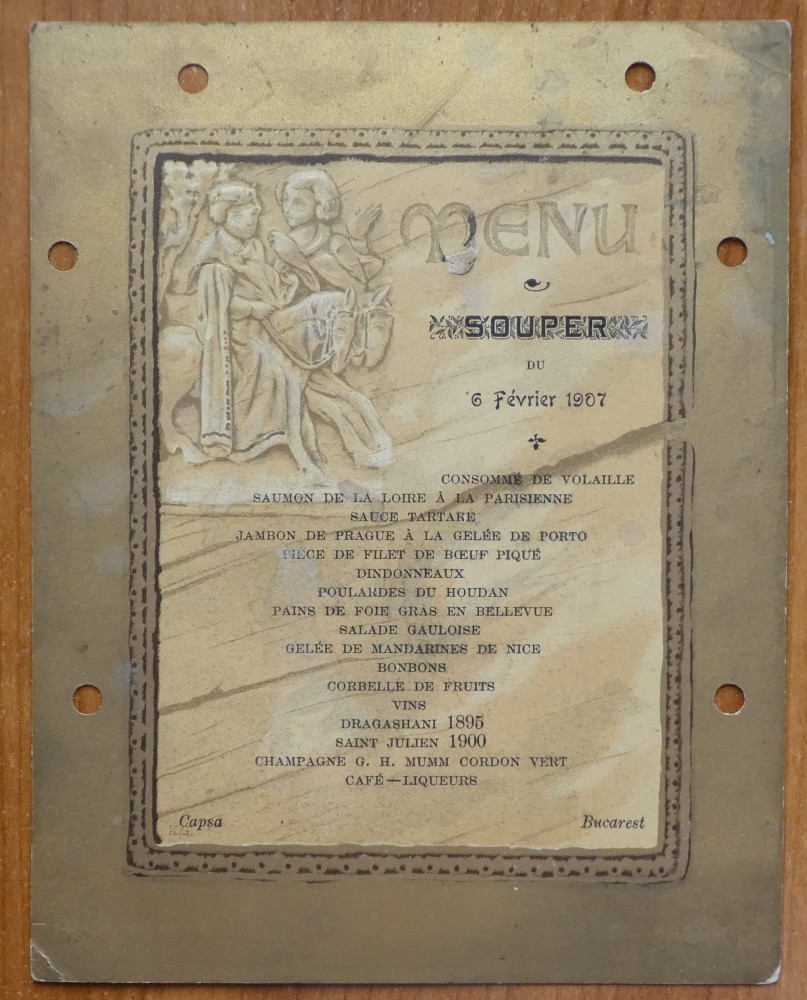 MENU
SOUPER
DU
6 Février 1907
CONSOMMÉ DE VOLAILLE
SAUMON DE LA LOIRE À LA PARISIENNE
SAUCE TARTARE
JAMBON DE PRAGUE À LA GELÉE DE PORTO
PIÈCE DE FILET DE BŒUF PIQUÉ
DINDONNEAUX
POULARDES DU HOUDAN
PAINS DE FOIE GRAS EN BELLEVUE
SALADE GAULOISE
GELÉE DE MANDARINES DE NICE
BONBONS
CORBELLE DE FRUITS
VINS
DRAGASHANI 1895
SAINT JULIEN 1900
CHAMPAGNE G. H. MUMM CORDON VERT
CAFÉ—LIQUEURS
Capsa Bucarest
K.G.